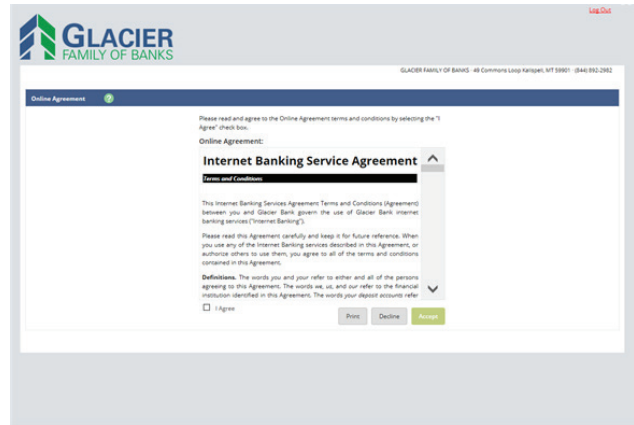 Log Out
GLACIER
FAMILY OF BANKS
GLACIER FAMILY OF BANKS - 49 Commons Loop Kalispell, MT 59901 - (844) 892-2982
Online Agreement ?
Please read and agree to the Online Agreement terms and conditions by selecting the "I
Agree" check box.
Online Agreement:
Internet Banking Service Agreement
Terms and Conditions
This Internet Banking Services Agreement Terms and Conditions (Agreement)
between you and Glacier Bank govern the use of Glacier Bank internet
banking services ("Internet Banking").
Please read this Agreement carefully and keep it for future reference. When
you use any of the Internet Banking services described in this Agreement, or
authorize others to use them, you agree to all of the terms and conditions
contained in this Agreement.
Definitions. The words you and your refer to either and all of the persons
agreeing to this Agreement. The words we, us, and our refer to the financial
institution identified in this Agreement. The words your deposit accounts refer
I Agree
Print Decline Accept